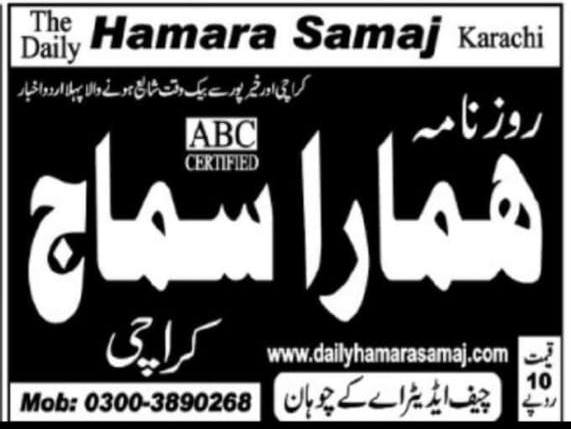 The Daily Hamara Samaj Karachi
کراچی اور خیرپور سے بیک وقت شائع ہونے والا پہلا اردو اخبار
روزنامہ
ABC
CERTIFIED
ہمارا سماج
کراچی
www.dailyhamarasamaj.com
قیمت
10
روپے
Mob: 0300-3890268
چیف ایڈیٹر اے کے چوہان